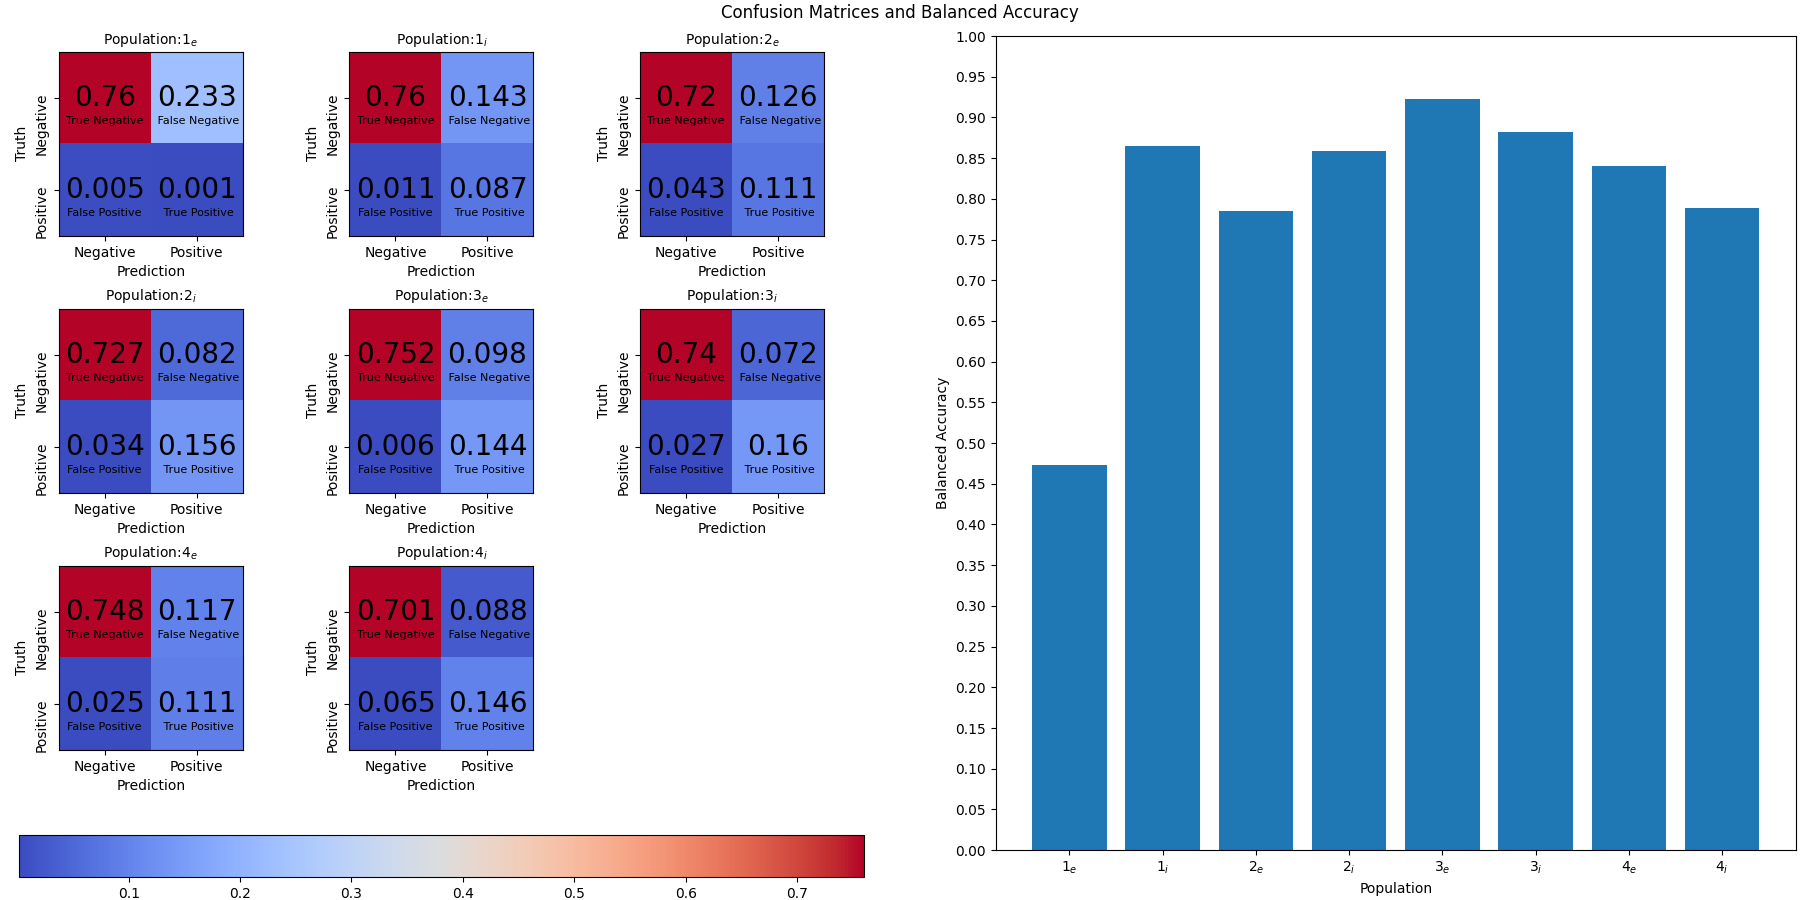 Confusion Matrices and Balanced Accuracy
Population:1e
0.76 0.233
True Negative False Negative
0.005 0.001
False Positive True Positive
Truth
Negative
Positive
Negative Positive
Prediction
Population:1i
0.76 0.143
True Negative False Negative
0.011 0.087
False Positive True Positive
Truth
Negative
Positive
Negative Positive
Prediction
Population:2e
0.72 0.126
True Negative False Negative
0.043 0.111
False Positive True Positive
Truth
Negative
Positive
Negative Positive
Prediction
Population:2i
0.727 0.082
True Negative False Negative
0.034 0.156
False Positive True Positive
Truth
Negative
Positive
Negative Positive
Prediction
Population:3e
0.752 0.098
True Negative False Negative
0.006 0.144
False Positive True Positive
Truth
Negative
Positive
Negative Positive
Prediction
Population:3i
0.74 0.072
True Negative False Negative
0.027 0.16
False Positive True Positive
Truth
Negative
Positive
Negative Positive
Prediction
Population:4e
0.748 0.117
True Negative False Negative
0.025 0.111
False Positive True Positive
Truth
Negative
Positive
Negative Positive
Prediction
Population:4i
0.701 0.088
True Negative False Negative
0.065 0.146
False Positive True Positive
Truth
Negative
Positive
Negative Positive
Prediction
0.1 0.2 0.3 0.4 0.5 0.6 0.7
1.00
0.95
0.90
0.85
0.80
0.75
0.70
0.65
0.60
0.55
0.50
0.45
0.40
0.35
0.30
0.25
0.20
0.15
0.10
0.05
0.00
Balanced Accuracy
1e 1i 2e 2i 3e 3i 4e 4i
Population